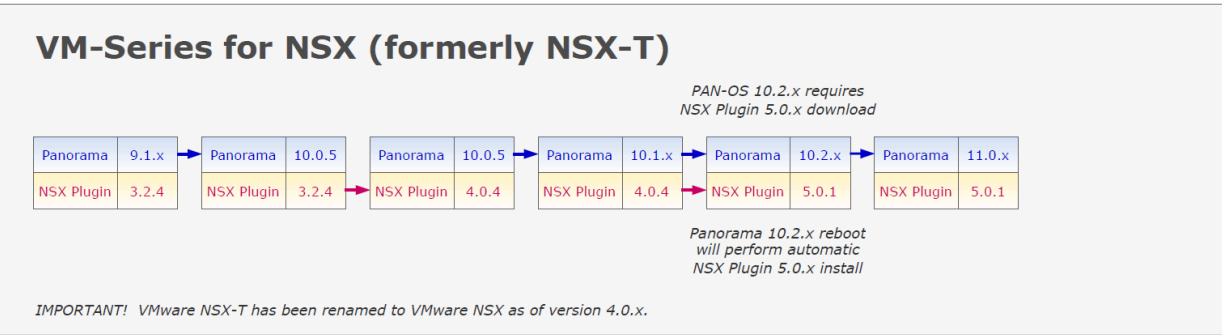 VM-Series for NSX (formerly NSX-T)
PAN-OS 10.2.x requires
NSX Plugin 5.0.x download
Panorama 9.1.x Panorama 10.0.5 Panorama 10.0.5 Panorama 10.1.x Panorama 10.2.x Panorama 11.0.x
NSX Plugin 3.2.4 NSX Plugin 3.2.4 NSX Plugin 4.0.4 NSX Plugin 4.0.4 NSX Plugin 5.0.1 NSX Plugin 5.0.1
Panorama 10.2.x reboot
will perform automatic
NSX Plugin 5.0.x install
IMPORTANT! VMware NSX-T has been renamed to VMware NSX as of version 4.0.x.